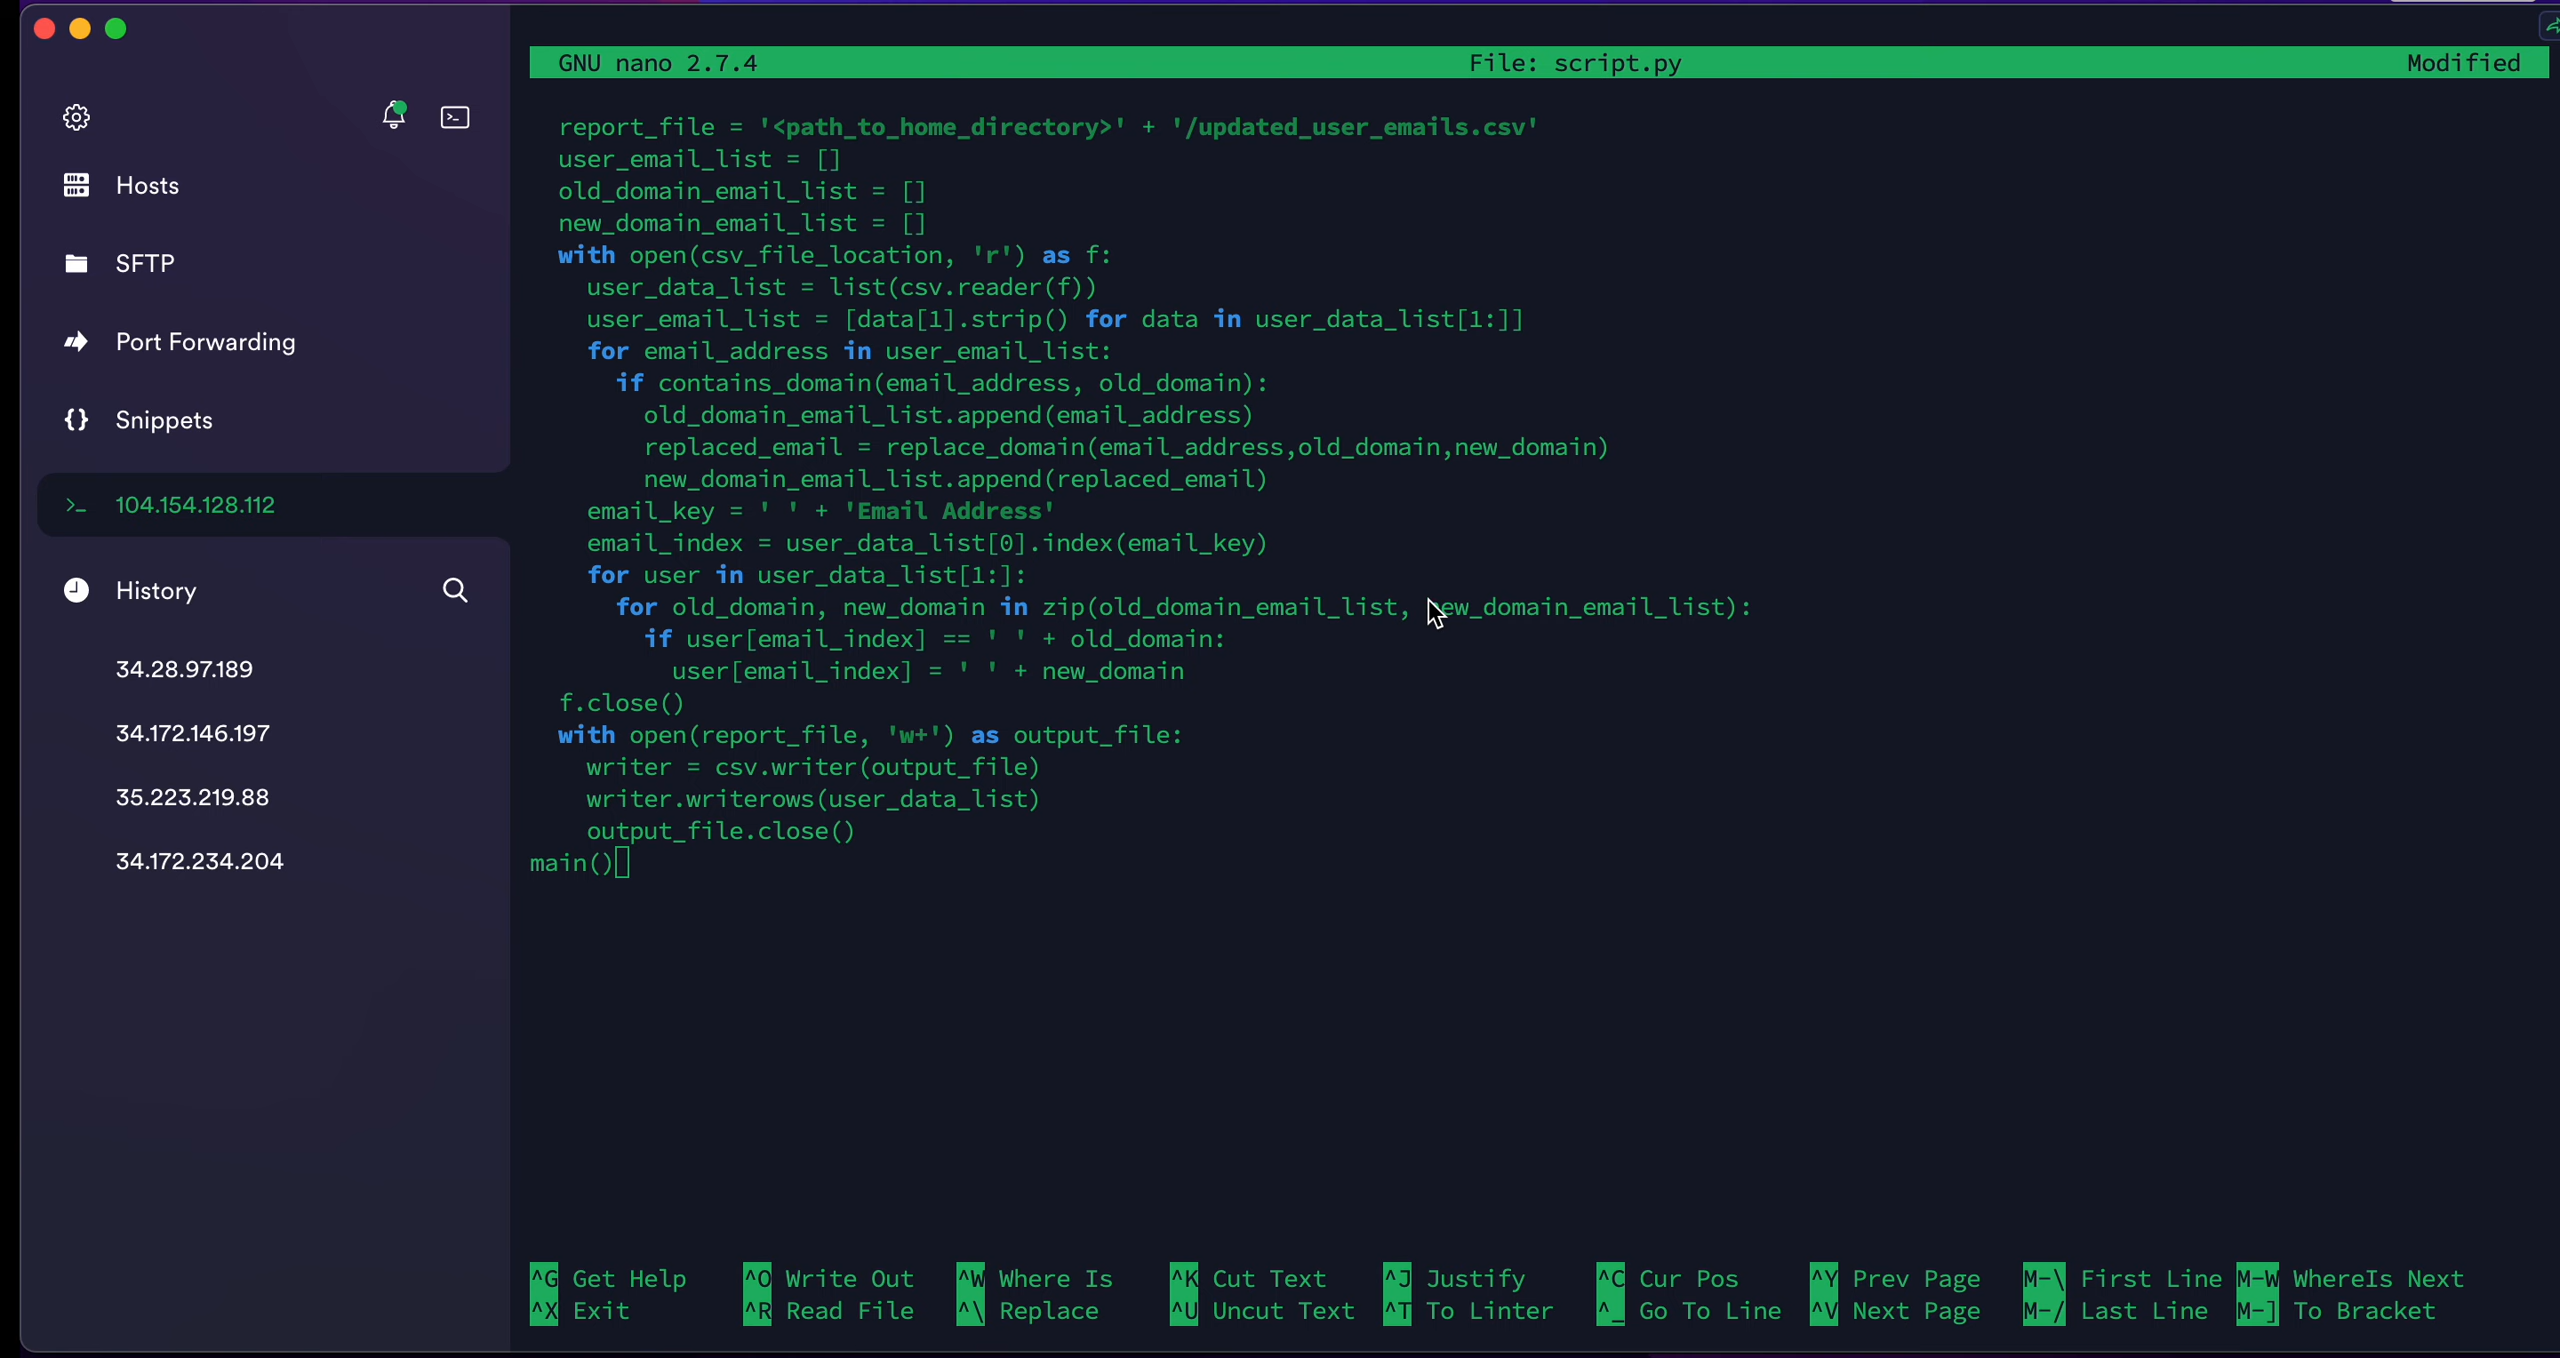 Hosts
SFTP
Port Forwarding
Snippets
>_ 104.154.128.112
History
34.28.97.189
34.172.146.197
35.223.219.88
34.172.234.204
GNU nano 2.7.4 File: script.py Modified
report_file = '<path_to_home_directory>' + '/updated_user_emails.csv'
user_email_list = []
old_domain_email_list = []
new_domain_email_list = []
with open(csv_file_location, 'r') as f:
user_data_list = list(csv.reader(f))
user_email_list = [data[1].strip() for data in user_data_list[1:]]
for email_address in user_email_list:
if contains_domain(email_address, old_domain):
old_domain_email_list.append(email_address)
replaced_email = replace_domain(email_address,old_domain,new_domain)
new_domain_email_list.append(replaced_email)
email_key = ' ' + 'Email Address'
email_index = user_data_list[0].index(email_key)
for user in user_data_list[1:]:
for old_domain, new_domain in zip(old_domain_email_list, new_domain_email_list):
if user[email_index] == ' ' + old_domain:
user[email_index] = ' ' + new_domain
f.close()
with open(report_file, 'w+') as output_file:
writer = csv.writer(output_file)
writer.writerows(user_data_list)
output_file.close()
main()
^G Get Help ^O Write Out ^W Where Is ^K Cut Text ^J Justify ^C Cur Pos ^Y Prev Page M-\ First Line M-W WhereIs Next
^X Exit ^R Read File ^\ Replace ^U Uncut Text ^T To Linter ^_ Go To Line ^V Next Page M-/ Last Line M-] To Bracket